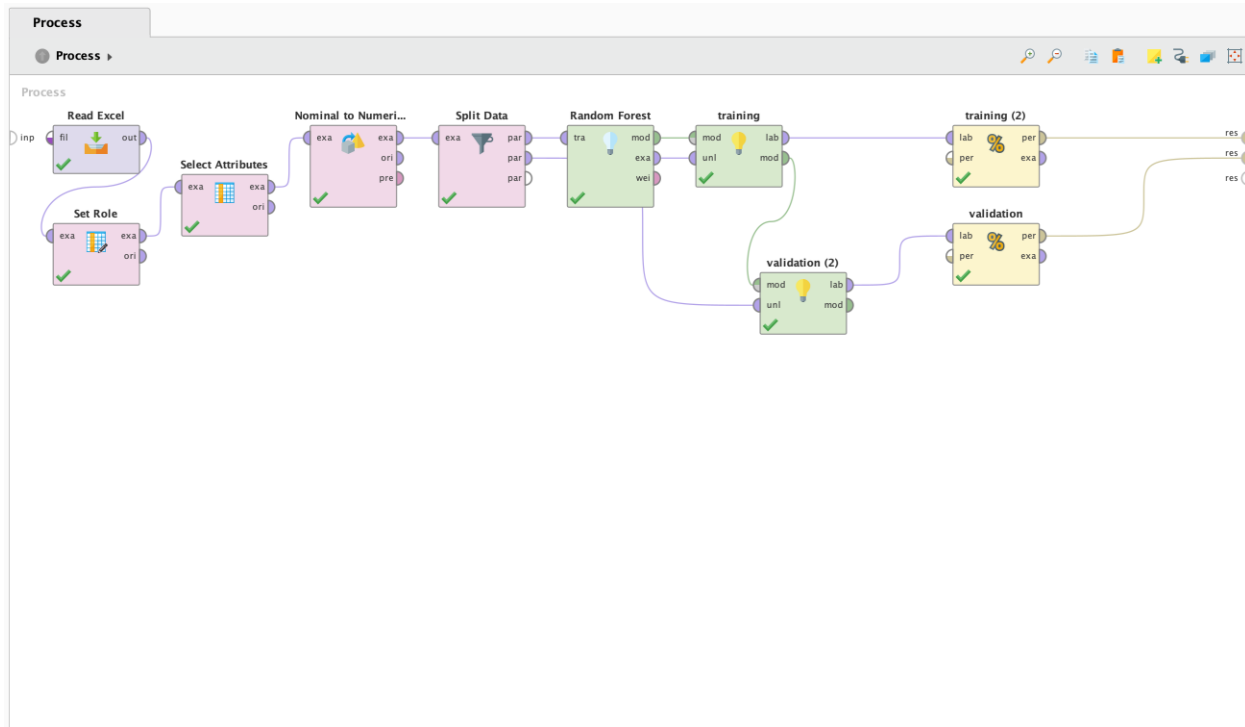 Process
Process
Process
Read Excel
inp
fil
out
Set Role
exa
exa
ori
Select Attributes
exa
exa
ori
Nominal to Numeri...
exa
exa
ori
pre
Split Data
exa
par
par
par
Random Forest
tra
mod
exa
wei
training
mod
lab
unl
mod
validation (2)
mod
lab
unl
mod
training (2)
lab
per
per
exa
validation
lab
per
per
exa
res
res
res